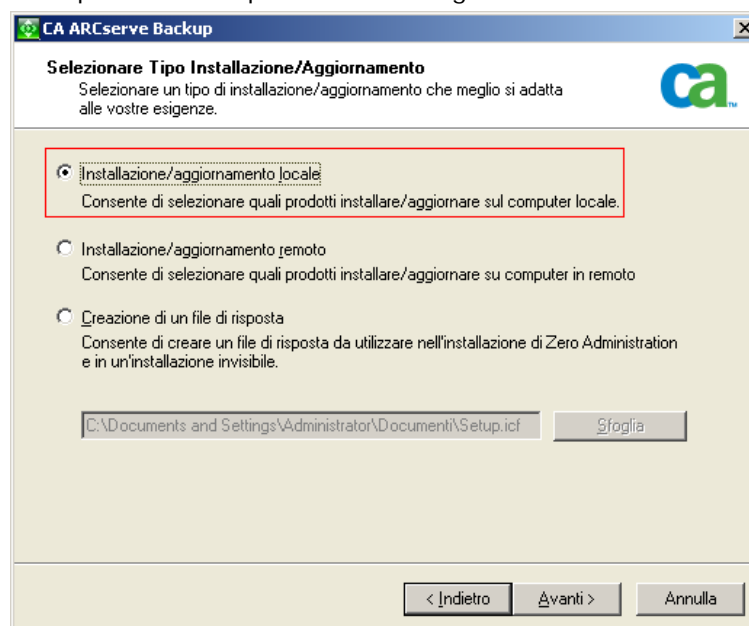 CA ARCserve Backup
Selezionare Tipo Installazione/Aggiornamento
Selezionare un tipo di installazione/aggiornamento che meglio si adatta
alle vostre esigenze.
ca™
Installazione/aggiornamento locale
Consente di selezionare quali prodotti installare/aggiornare sul computer locale.
Installazione/aggiornamento remoto
Consente di selezionare quali prodotti installare/aggiornare su computer in remoto
Creazione di un file di risposta
Consente di creare un file di risposta da utilizzare nell'installazione di Zero Administration
e in un'installazione invisibile.
C:\Documents and Settings\Administrator\Documenti\Setup.icf
Sfoglia
< Indietro
Avanti >
Annulla